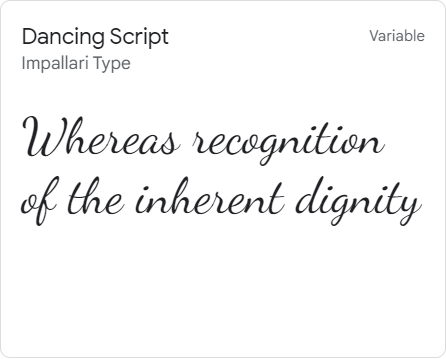 Dancing Script
Variable
Impallari Type
Whereas recognition
of the inherent dignity